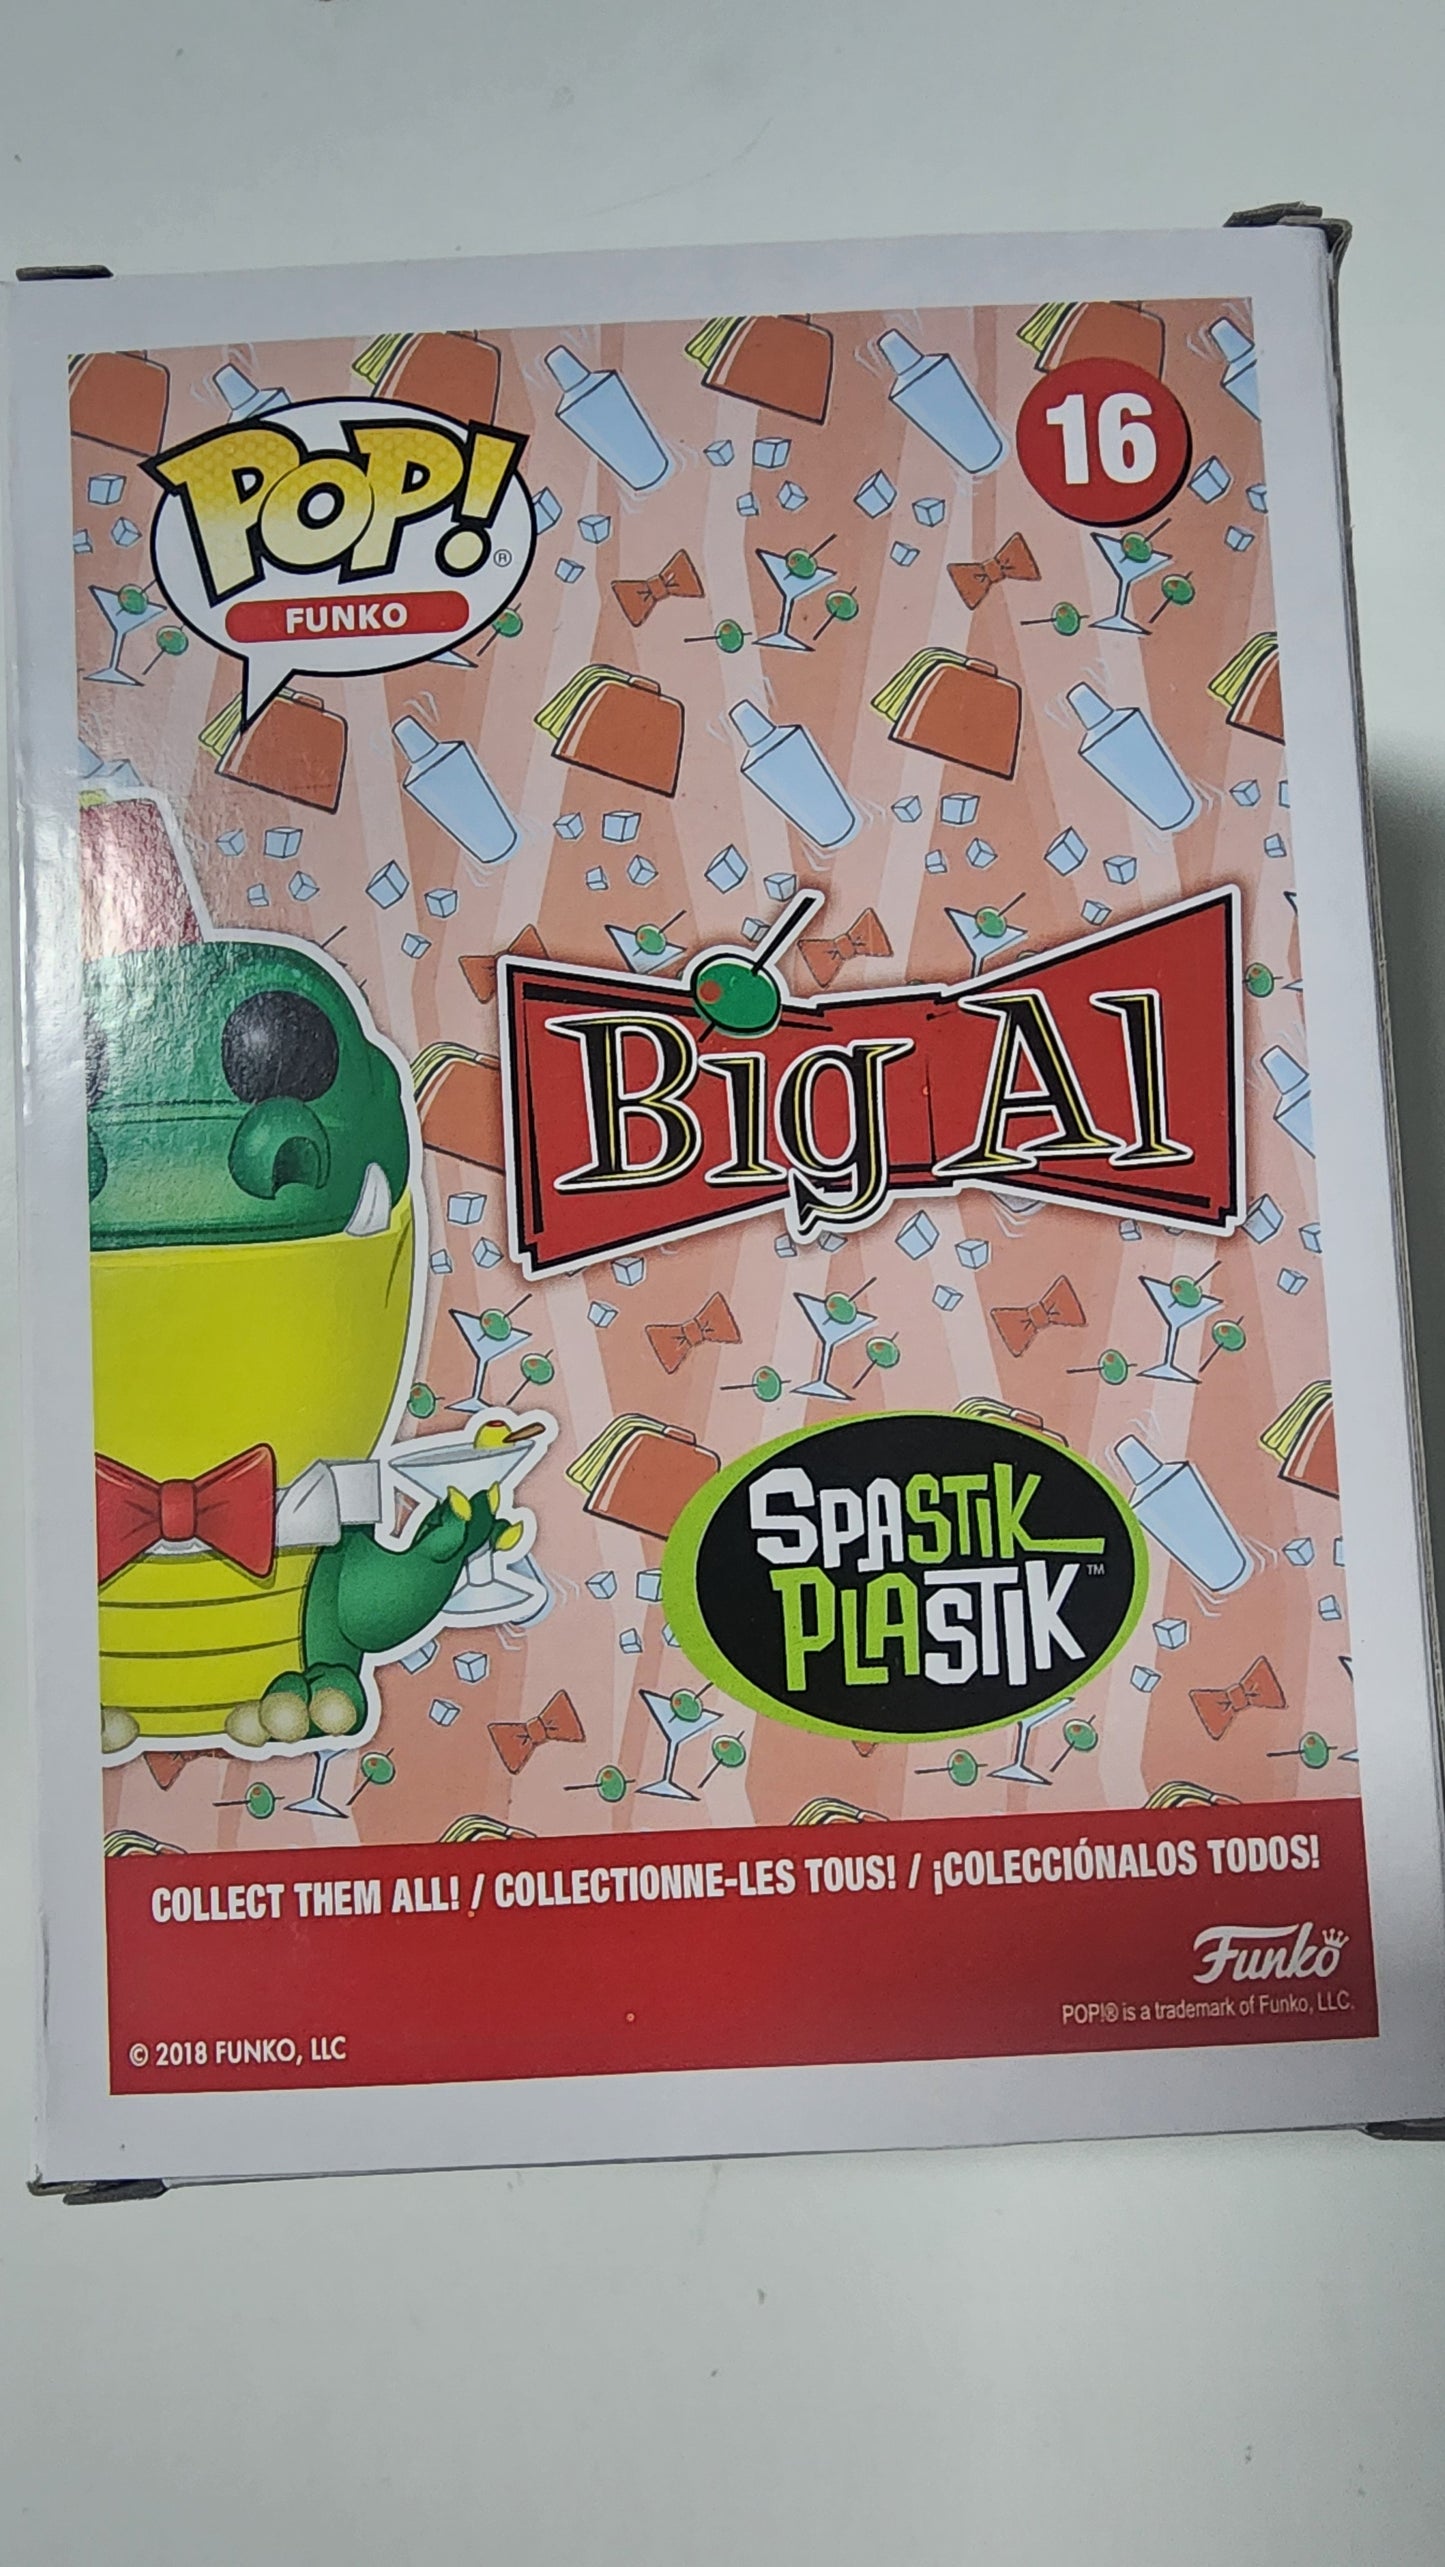 POP!®
FUNKO
16
Big Al
SPASTIK
PLASTIK™
COLLECT THEM ALL! / COLLECTIONNE-LES TOUS! / ¡COLECCIÓNALOS TODOS!
Funko
POP!® is a trademark of Funko, LLC.
© 2018 FUNKO, LLC